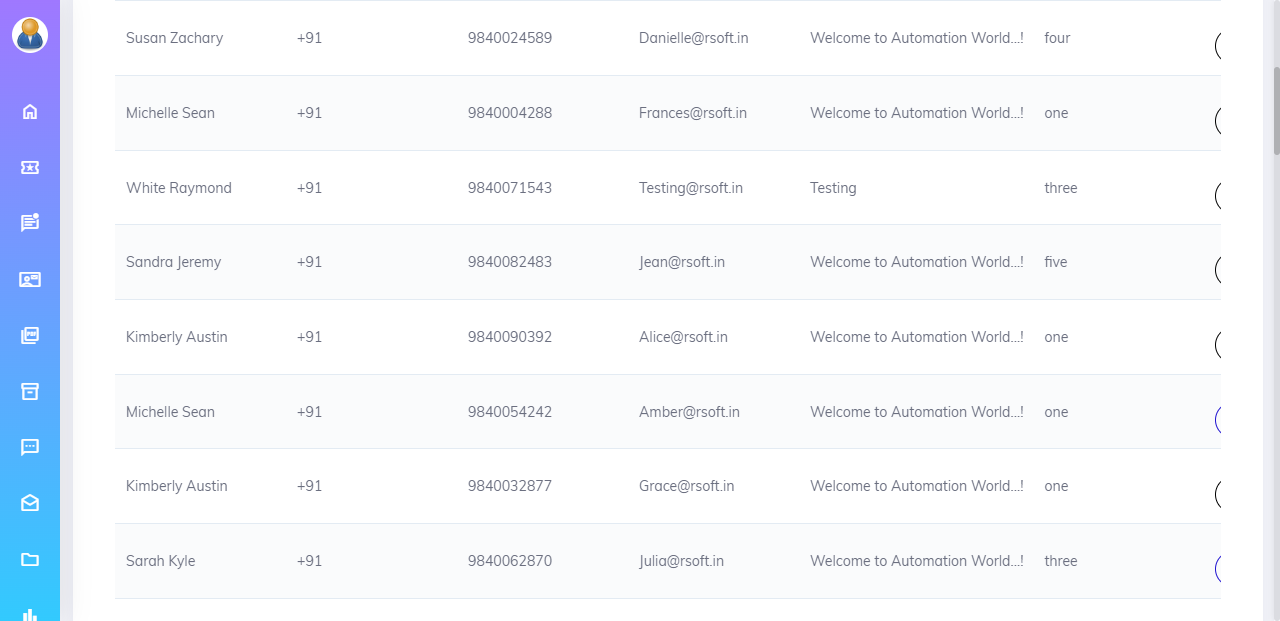 Susan Zachary +91 9840024589 Danielle@rsoft.in Welcome to Automation World...! four
Michelle Sean +91 9840004288 Frances@rsoft.in Welcome to Automation World...! one
White Raymond +91 9840071543 Testing@rsoft.in Testing three
Sandra Jeremy +91 9840082483 Jean@rsoft.in Welcome to Automation World...! five
Kimberly Austin +91 9840090392 Alice@rsoft.in Welcome to Automation World...! one
Michelle Sean +91 9840054242 Amber@rsoft.in Welcome to Automation World...! one
Kimberly Austin +91 9840032877 Grace@rsoft.in Welcome to Automation World...! one
Sarah Kyle +91 9840062870 Julia@rsoft.in Welcome to Automation World...! three